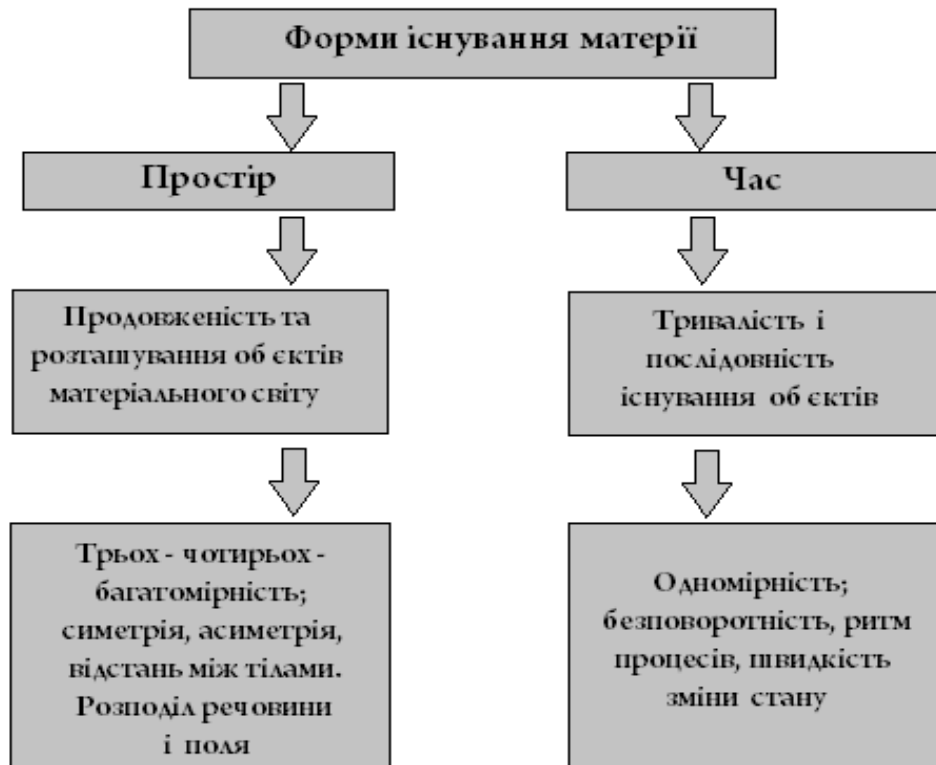 Форми існування матерії
Простір
Час
Продовженість та
розташування об єктів
матеріального світу
Тривалість і
послідовність
існування об єктів
Трьох - чотирьох -
багатомірність;
симетрія, асиметрія,
відстань між тілами.
Розподіл речовини
і поля
Одномірність;
безповоротність, ритм
процесів, швидкість
зміни стану